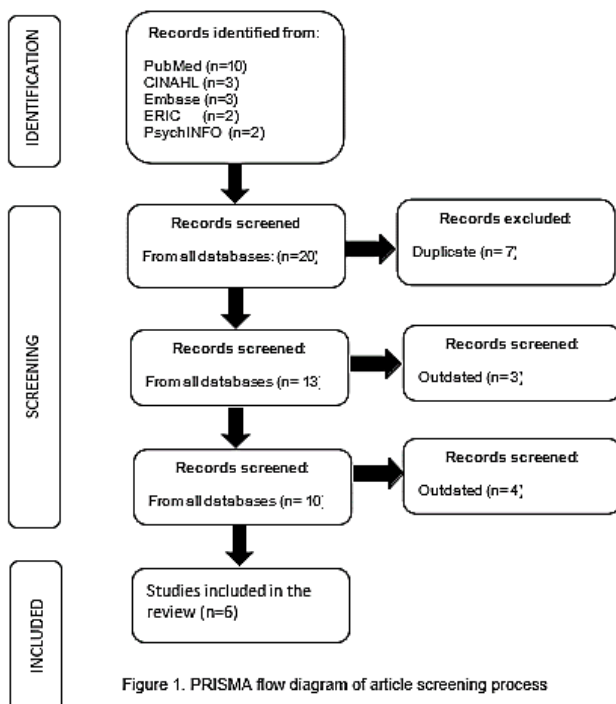 IDENTIFICATION
Records identified from:
PubMed (n=10)
CINAHL (n=3)
Embase (n=3)
ERIC (n=2)
PsychINFO (n=2)
SCREENING
Records screened
From all databases: (n=20)
Records excluded:
Duplicate (n= 7)
Records screened:
From all databases (n= 13)
Records screened:
Outdated (n=3)
Records screened:
From all databases (n= 10)
Records screened:
Outdated (n=4)
INCLUDED
Studies included in the
review (n=6)
Figure 1. PRISMA flow diagram of article screening process